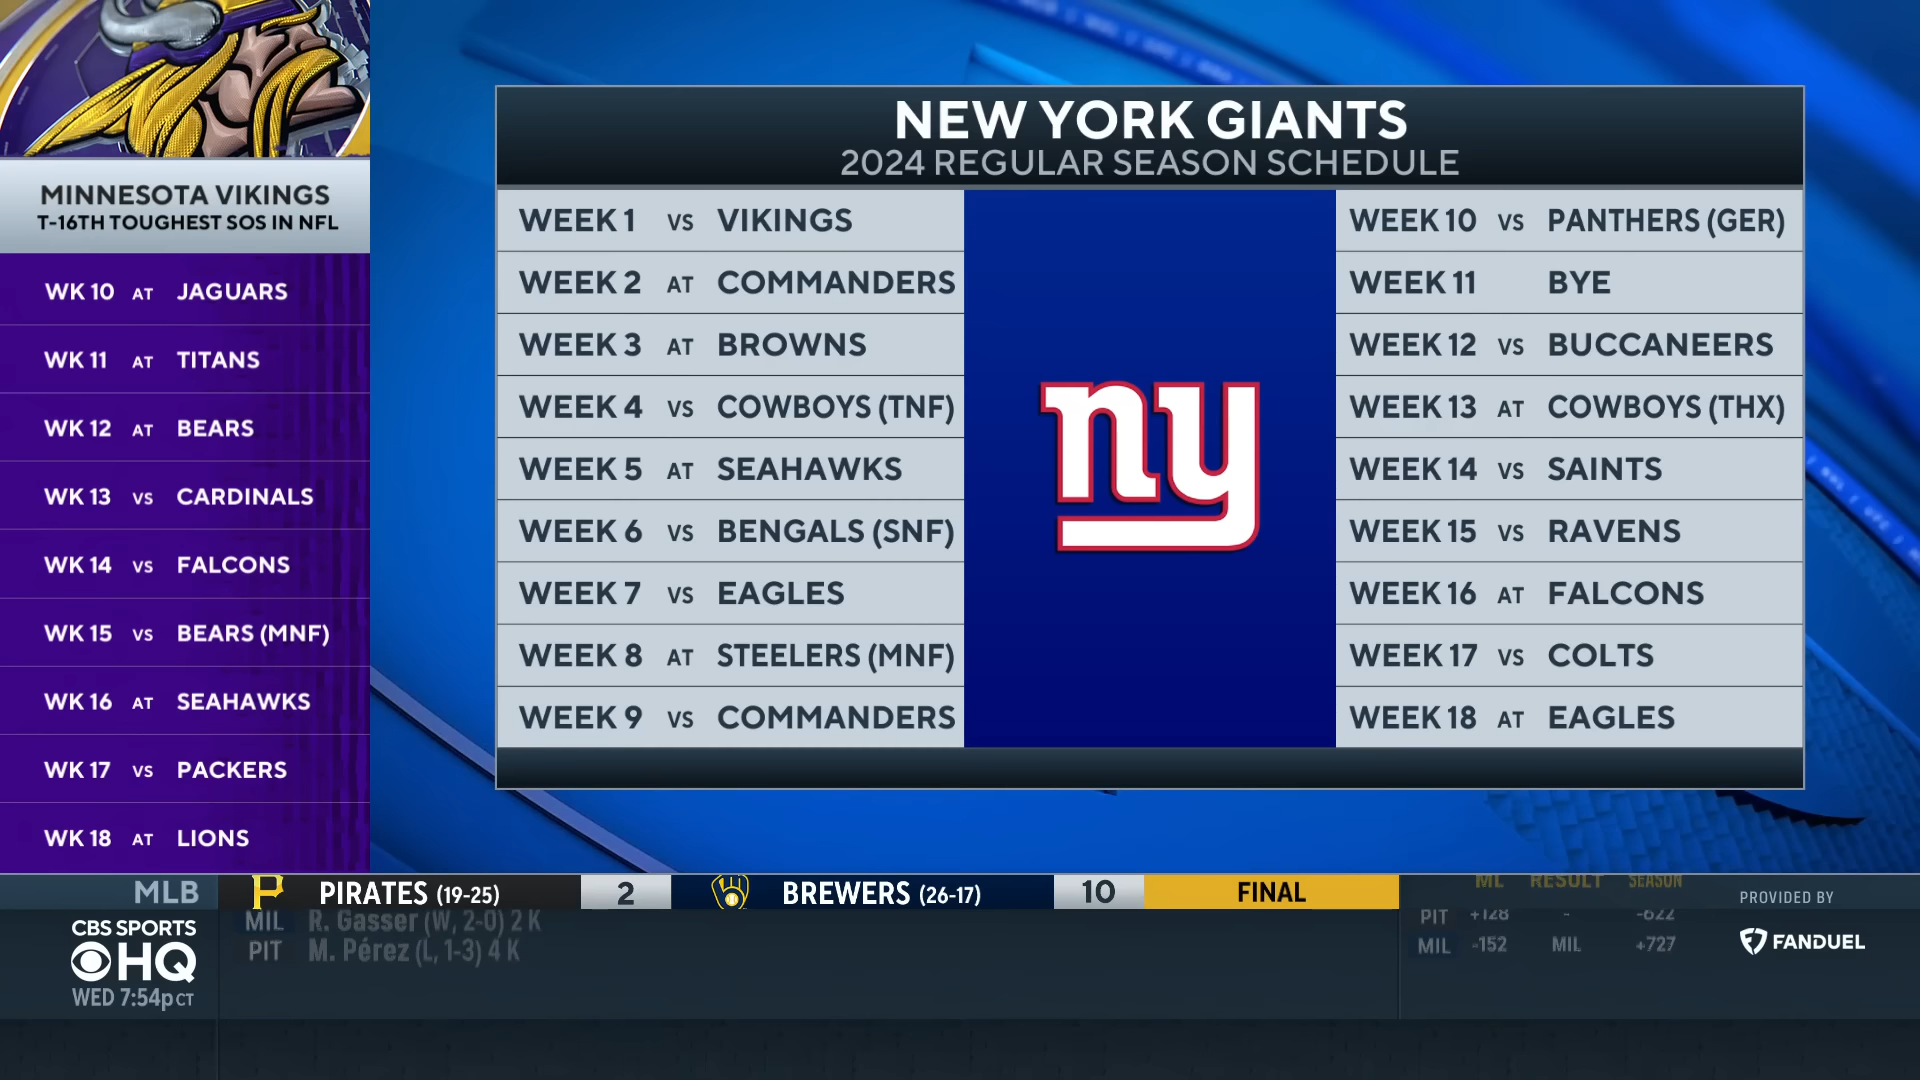 MINNESOTA VIKINGS
T-16TH TOUGHEST SOS IN NFL
WK 10 AT JAGUARS
WK 11 AT TITANS
WK 12 AT BEARS
WK 13 VS CARDINALS
WK 14 VS FALCONS
WK 15 VS BEARS (MNF)
WK 16 AT SEAHAWKS
WK 17 VS PACKERS
WK 18 AT LIONS
NEW YORK GIANTS
2024 REGULAR SEASON SCHEDULE
WEEK 1 VS VIKINGS
WEEK 2 AT COMMANDERS
WEEK 3 AT BROWNS
WEEK 4 VS COWBOYS (TNF)
WEEK 5 AT SEAHAWKS
WEEK 6 VS BENGALS (SNF)
WEEK 7 VS EAGLES
WEEK 8 AT STEELERS (MNF)
WEEK 9 VS COMMANDERS
ny
WEEK 10 VS PANTHERS (GER)
WEEK 11 BYE
WEEK 12 VS BUCCANEERS
WEEK 13 AT COWBOYS (THX)
WEEK 14 VS SAINTS
WEEK 15 VS RAVENS
WEEK 16 AT FALCONS
WEEK 17 VS COLTS
WEEK 18 AT EAGLES
MLB
P PIRATES (19-25) 2 BREWERS (26-17) 10 FINAL
MIL R. Gasser (W, 2-0) 2 K
PIT M. Pérez (L, 1-3) 4 K
ML RESULT SEASON
PIT +128 - -622
MIL -152 MIL +727
PROVIDED BY
FANDUEL
CBS SPORTS
HQ
WED 7:54p CT